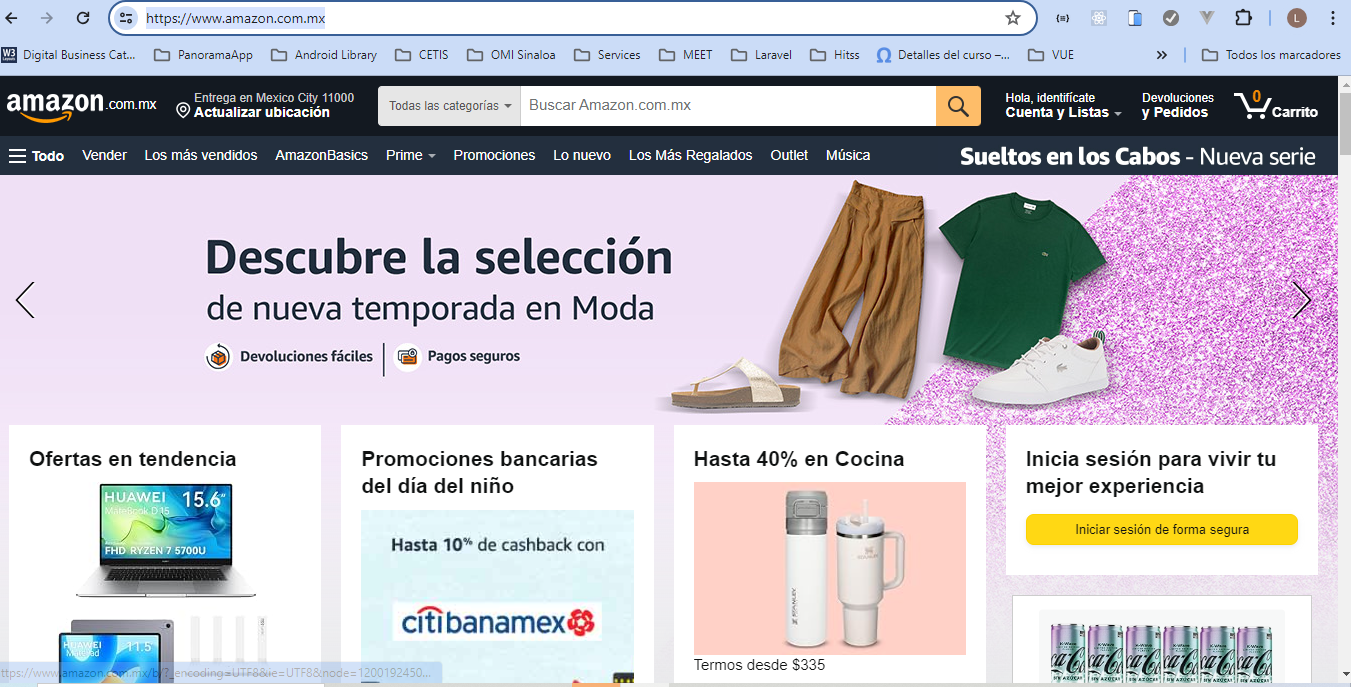 https://www.amazon.com.mx
L
W3
Digital Business Cat...
PanoramaApp
Android Library
CETIS
OMI Sinaloa
Services
MEET
Laravel
Hitss
Detalles del curso –...
VUE
»
Todos los marcadores
amazon.com.mx
Entrega en Mexico City 11000
Actualizar ubicación
Todas las categorías
Buscar Amazon.com.mx
Hola, identifícate
Cuenta y Listas
Devoluciones
y Pedidos
0
Carrito
Todo
Vender
Los más vendidos
AmazonBasics
Prime
Promociones
Lo nuevo
Los Más Regalados
Outlet
Música
Sueltos en los Cabos - Nueva serie
Descubre la selección
de nueva temporada en Moda
Devoluciones fáciles
Pagos seguros
Ofertas en tendencia
HUAWEI 15.6"
MateBook D 15
FHD RYZEN 7 5700U
HUAWEI 11.5"
Promociones bancarias
del día del niño
Hasta 10% de cashback con
citibanamex
Hasta 40% en Cocina
STANLEY
STANLEY
Termos desde $335
Inicia sesión para vivir tu
mejor experiencia
Iniciar sesión de forma segura
ttps://www.amazon.com.mx/b/?_encoding=UTF8&ie=UTF8&node=1200192450...